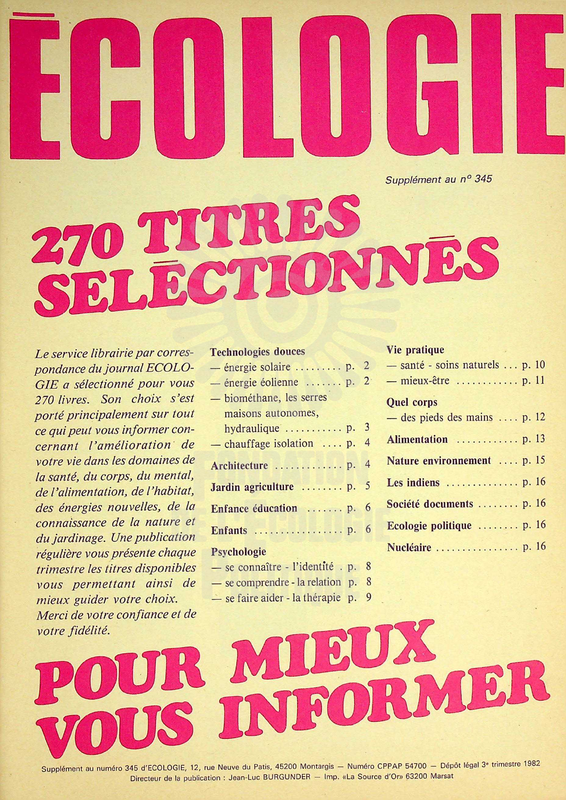 ÉCOLOGIE
Supplément au nº 345
270 TITRES
SELÉCTIONNÉS
Le service librairie par corres-
pondance du journal ECOLO-
GIE a sélectionné pour vous
270 livres. Son choix s'est
porté principalement sur tout
ce qui peut vous informer con-
cernant l'amélioration de
votre vie dans les domaines de
la santé, du corps, du mental,
de l'alimentation, de l'habitat,
des énergies nouvelles, de la
connaissance de la nature et
du jardinage. Une publication
régulière vous présente chaque
trimestre les titres disponibles
vous permettant ainsi de
mieux guider votre choix.
Merci de votre confiance et de
votre fidélité.
Technologies douces
— énergie solaire ......... p. 2
— énergie éolienne ....... p. 2
— biométhane, les serres
maisons autonomes,
hydraulique ............. p. 3
— chauffage isolation .... p. 4
Architecture ............. p. 4
Jardin agriculture ........ p. 5
Enfance éducation ........ p. 6
Enfants .................. p. 6
Psychologie
— se connaître - l'identité . p. 8
— se comprendre - la relation p. 8
— se faire aider - la thérapie p. 9
Vie pratique
— santé - soins naturels ... p. 10
— mieux-être ............ p. 11
Quel corps
— des pieds des mains .... p. 12
Alimentation ............. p. 13
Nature environnement .... p. 15
Les indiens .............. p. 16
Société documents ........ p. 16
Ecologie politique ........ p. 16
Nucléaire ................ p. 16
FONDATION
DE L'ÉCOLOGIE
POUR MIEUX
VOUS INFORMER
Supplément au numéro 345 d'ECOLOGIE, 12, rue Neuve du Patis, 45200 Montargis — Numéro CPPAP 54700 — Dépôt légal 3e trimestre 1982
Directeur de la publication : Jean-Luc BURGUNDER — Imp. «La Source d'Or» 63200 Marsat